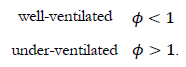 well-ventilated ϕ < 1
under-ventilated ϕ > 1.